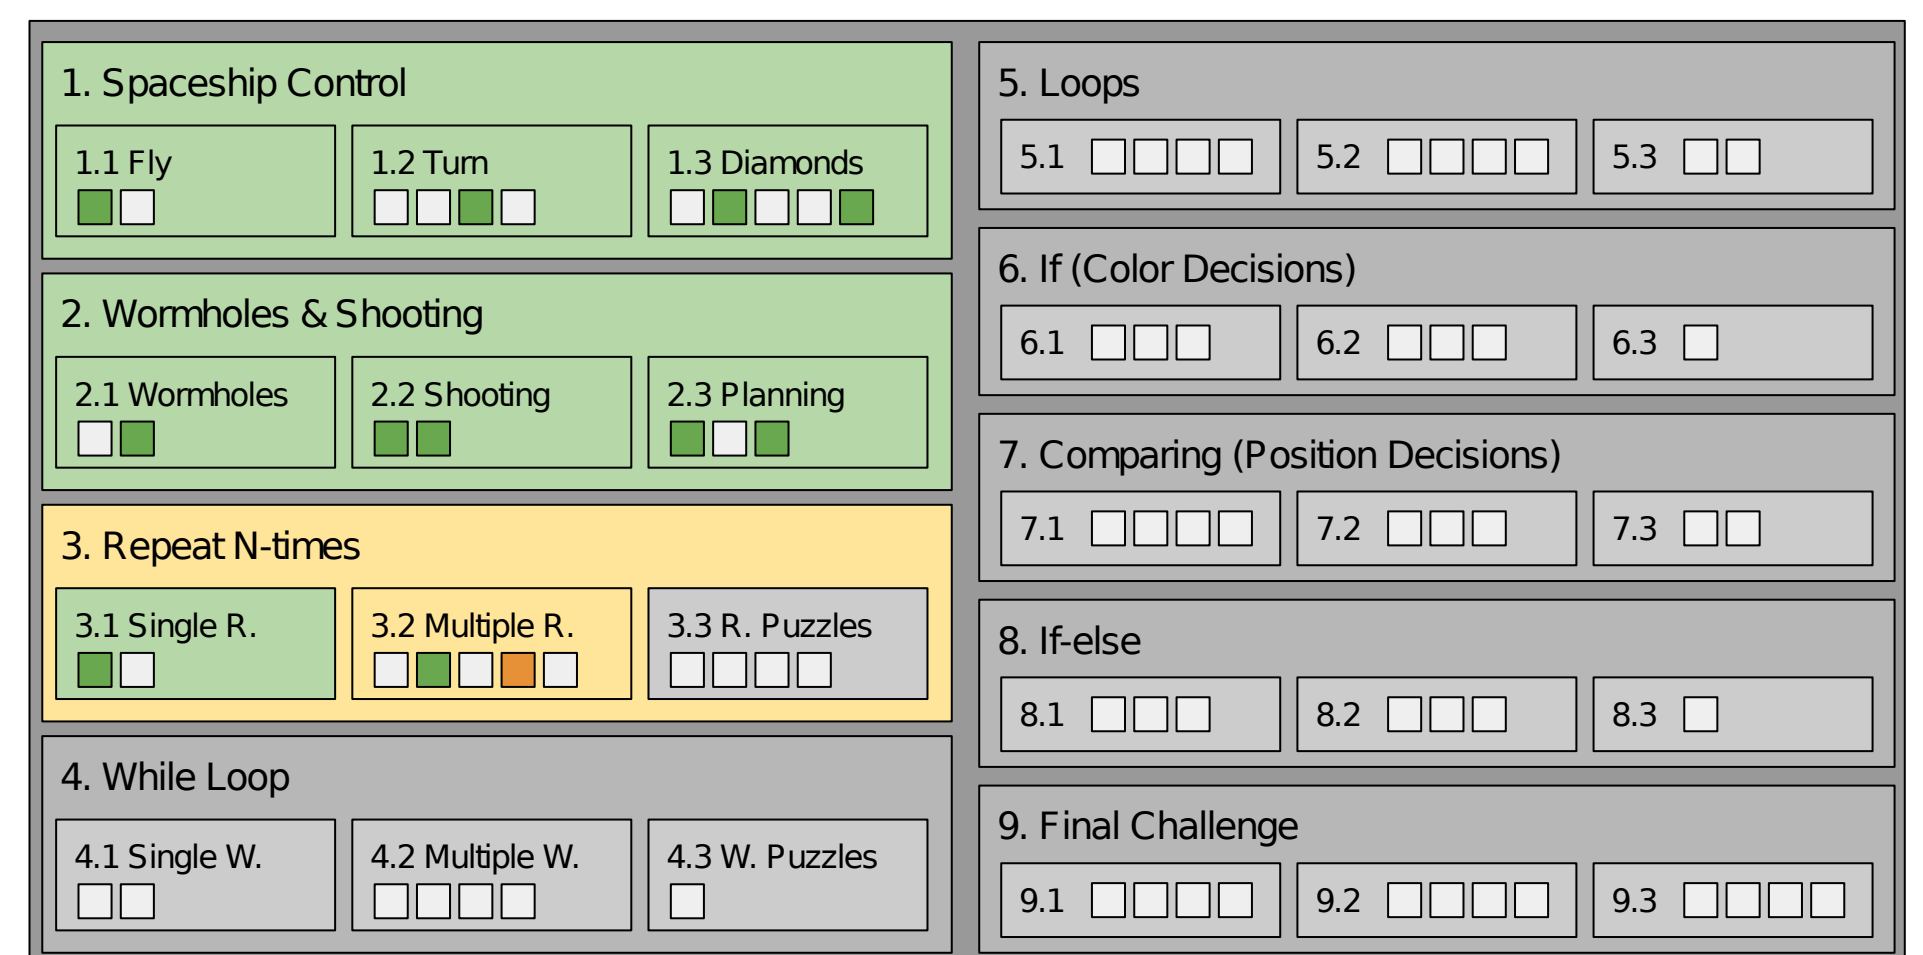 1. Spaceship Control
1.1 Fly
1.2 Turn
1.3 Diamonds
2. Wormholes & Shooting
2.1 Wormholes
2.2 Shooting
2.3 Planning
3. Repeat N-times
3.1 Single R.
3.2 Multiple R.
3.3 R. Puzzles
4. While Loop
4.1 Single W.
4.2 Multiple W.
4.3 W. Puzzles
5. Loops
5.1
5.2
5.3
6. If (Color Decisions)
6.1
6.2
6.3
7. Comparing (Position Decisions)
7.1
7.2
7.3
8. If-else
8.1
8.2
8.3
9. Final Challenge
9.1
9.2
9.3